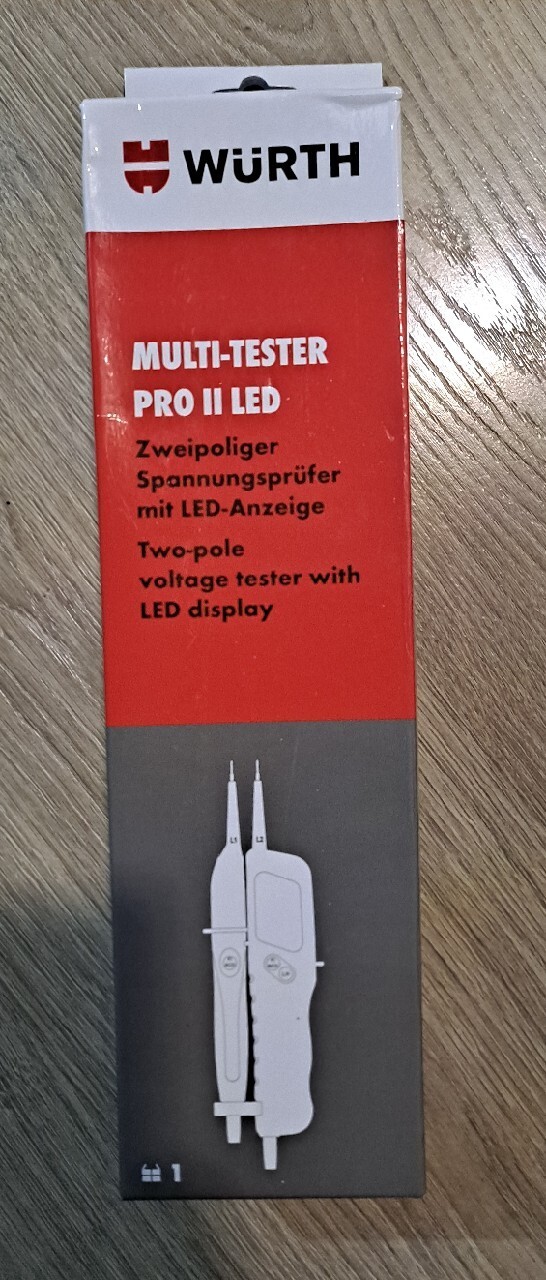 WÜRTH
MULTI-TESTER
PRO II LED
Zweipoliger
Spannungsprüfer
mit LED-Anzeige
Two-pole
voltage tester with
LED display
L2
1